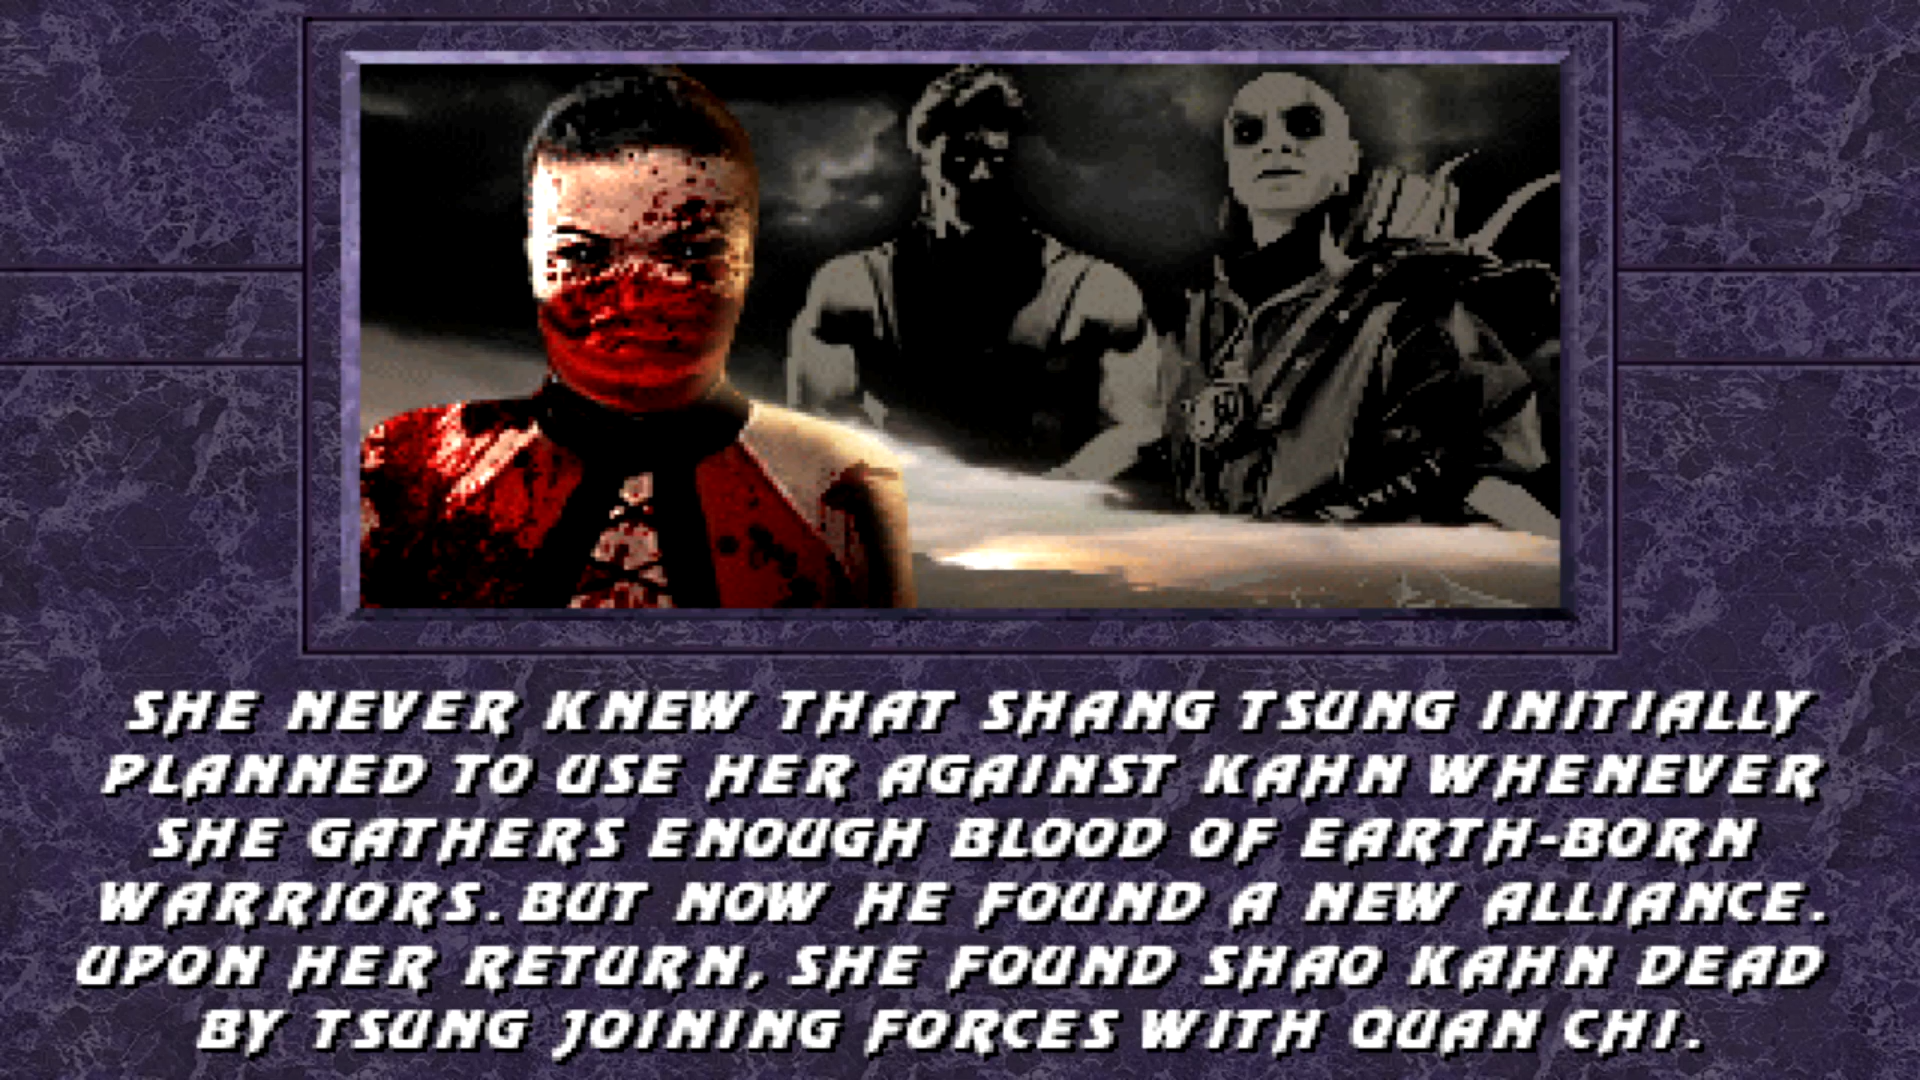 SHE NEVER KNEW THAT SHANG TSUNG INITIALLY
PLANNED TO USE HER AGAINST KAHN WHENEVER
SHE GATHERS ENOUGH BLOOD OF EARTH-BORN
WARRIORS. BUT NOW HE FOUND A NEW ALLIANCE.
UPON HER RETURN, SHE FOUND SHAO KAHN DEAD
BY TSUNG JOINING FORCES WITH QUAN CHI.